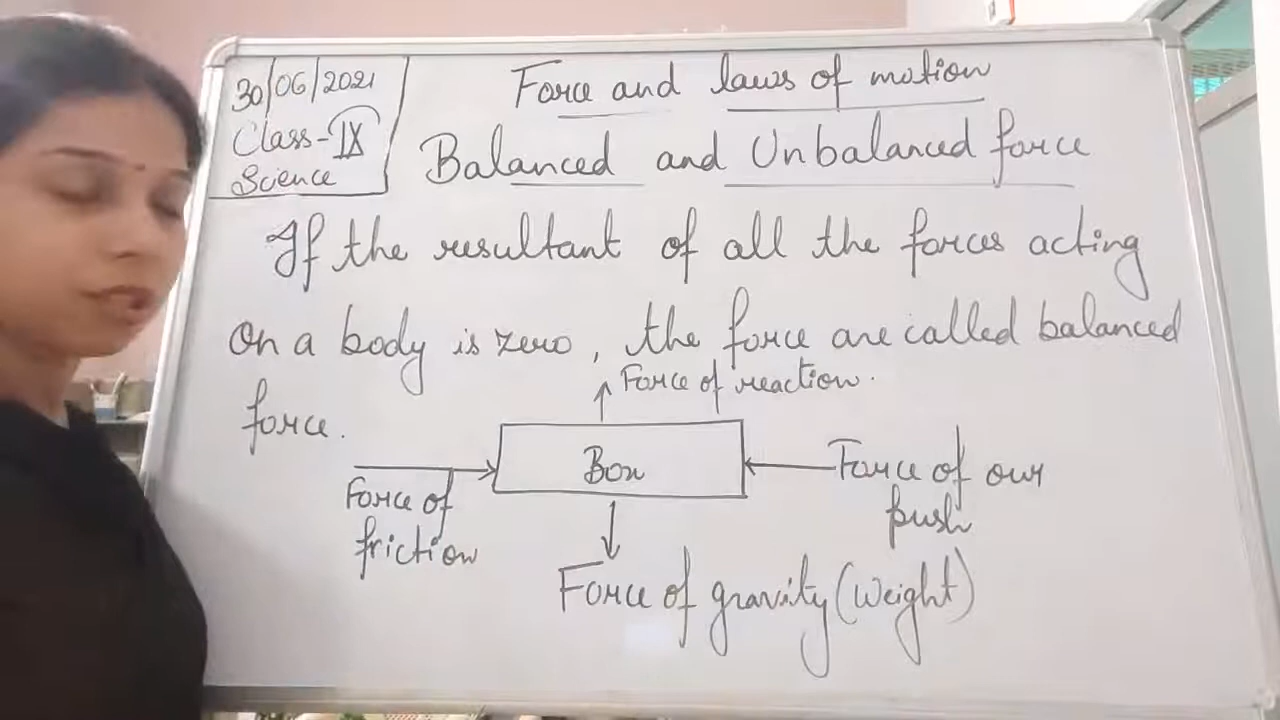 30/06/2021
Class-IX
Science
Force and laws of motion
Balanced and Unbalanced force
If the resultant of all the forces acting
on a body is zero, the force are called balanced
force.
Force of reaction.
Box
Force of
friction
Force of our
push
Force of gravity (Weight)